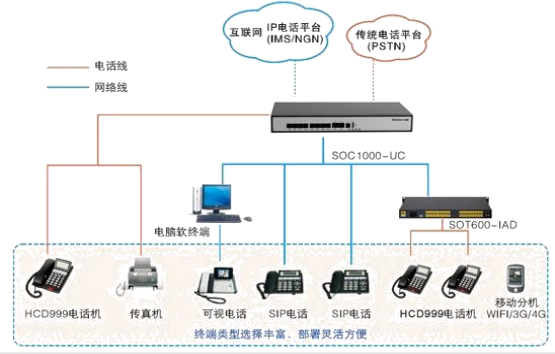 互联网 IP电话平台
(IMS/NGN)
传统电话平台
(PSTN)
电话线
网络线
SOC1000-UC
电脑软终端
SOT600-IAD
HCD999电话机
传真机
可视电话
SIP电话
SIP电话
HCD999电话机
移动分机
WIFI/3G/4G
终端类型选择丰富、部署灵活方便